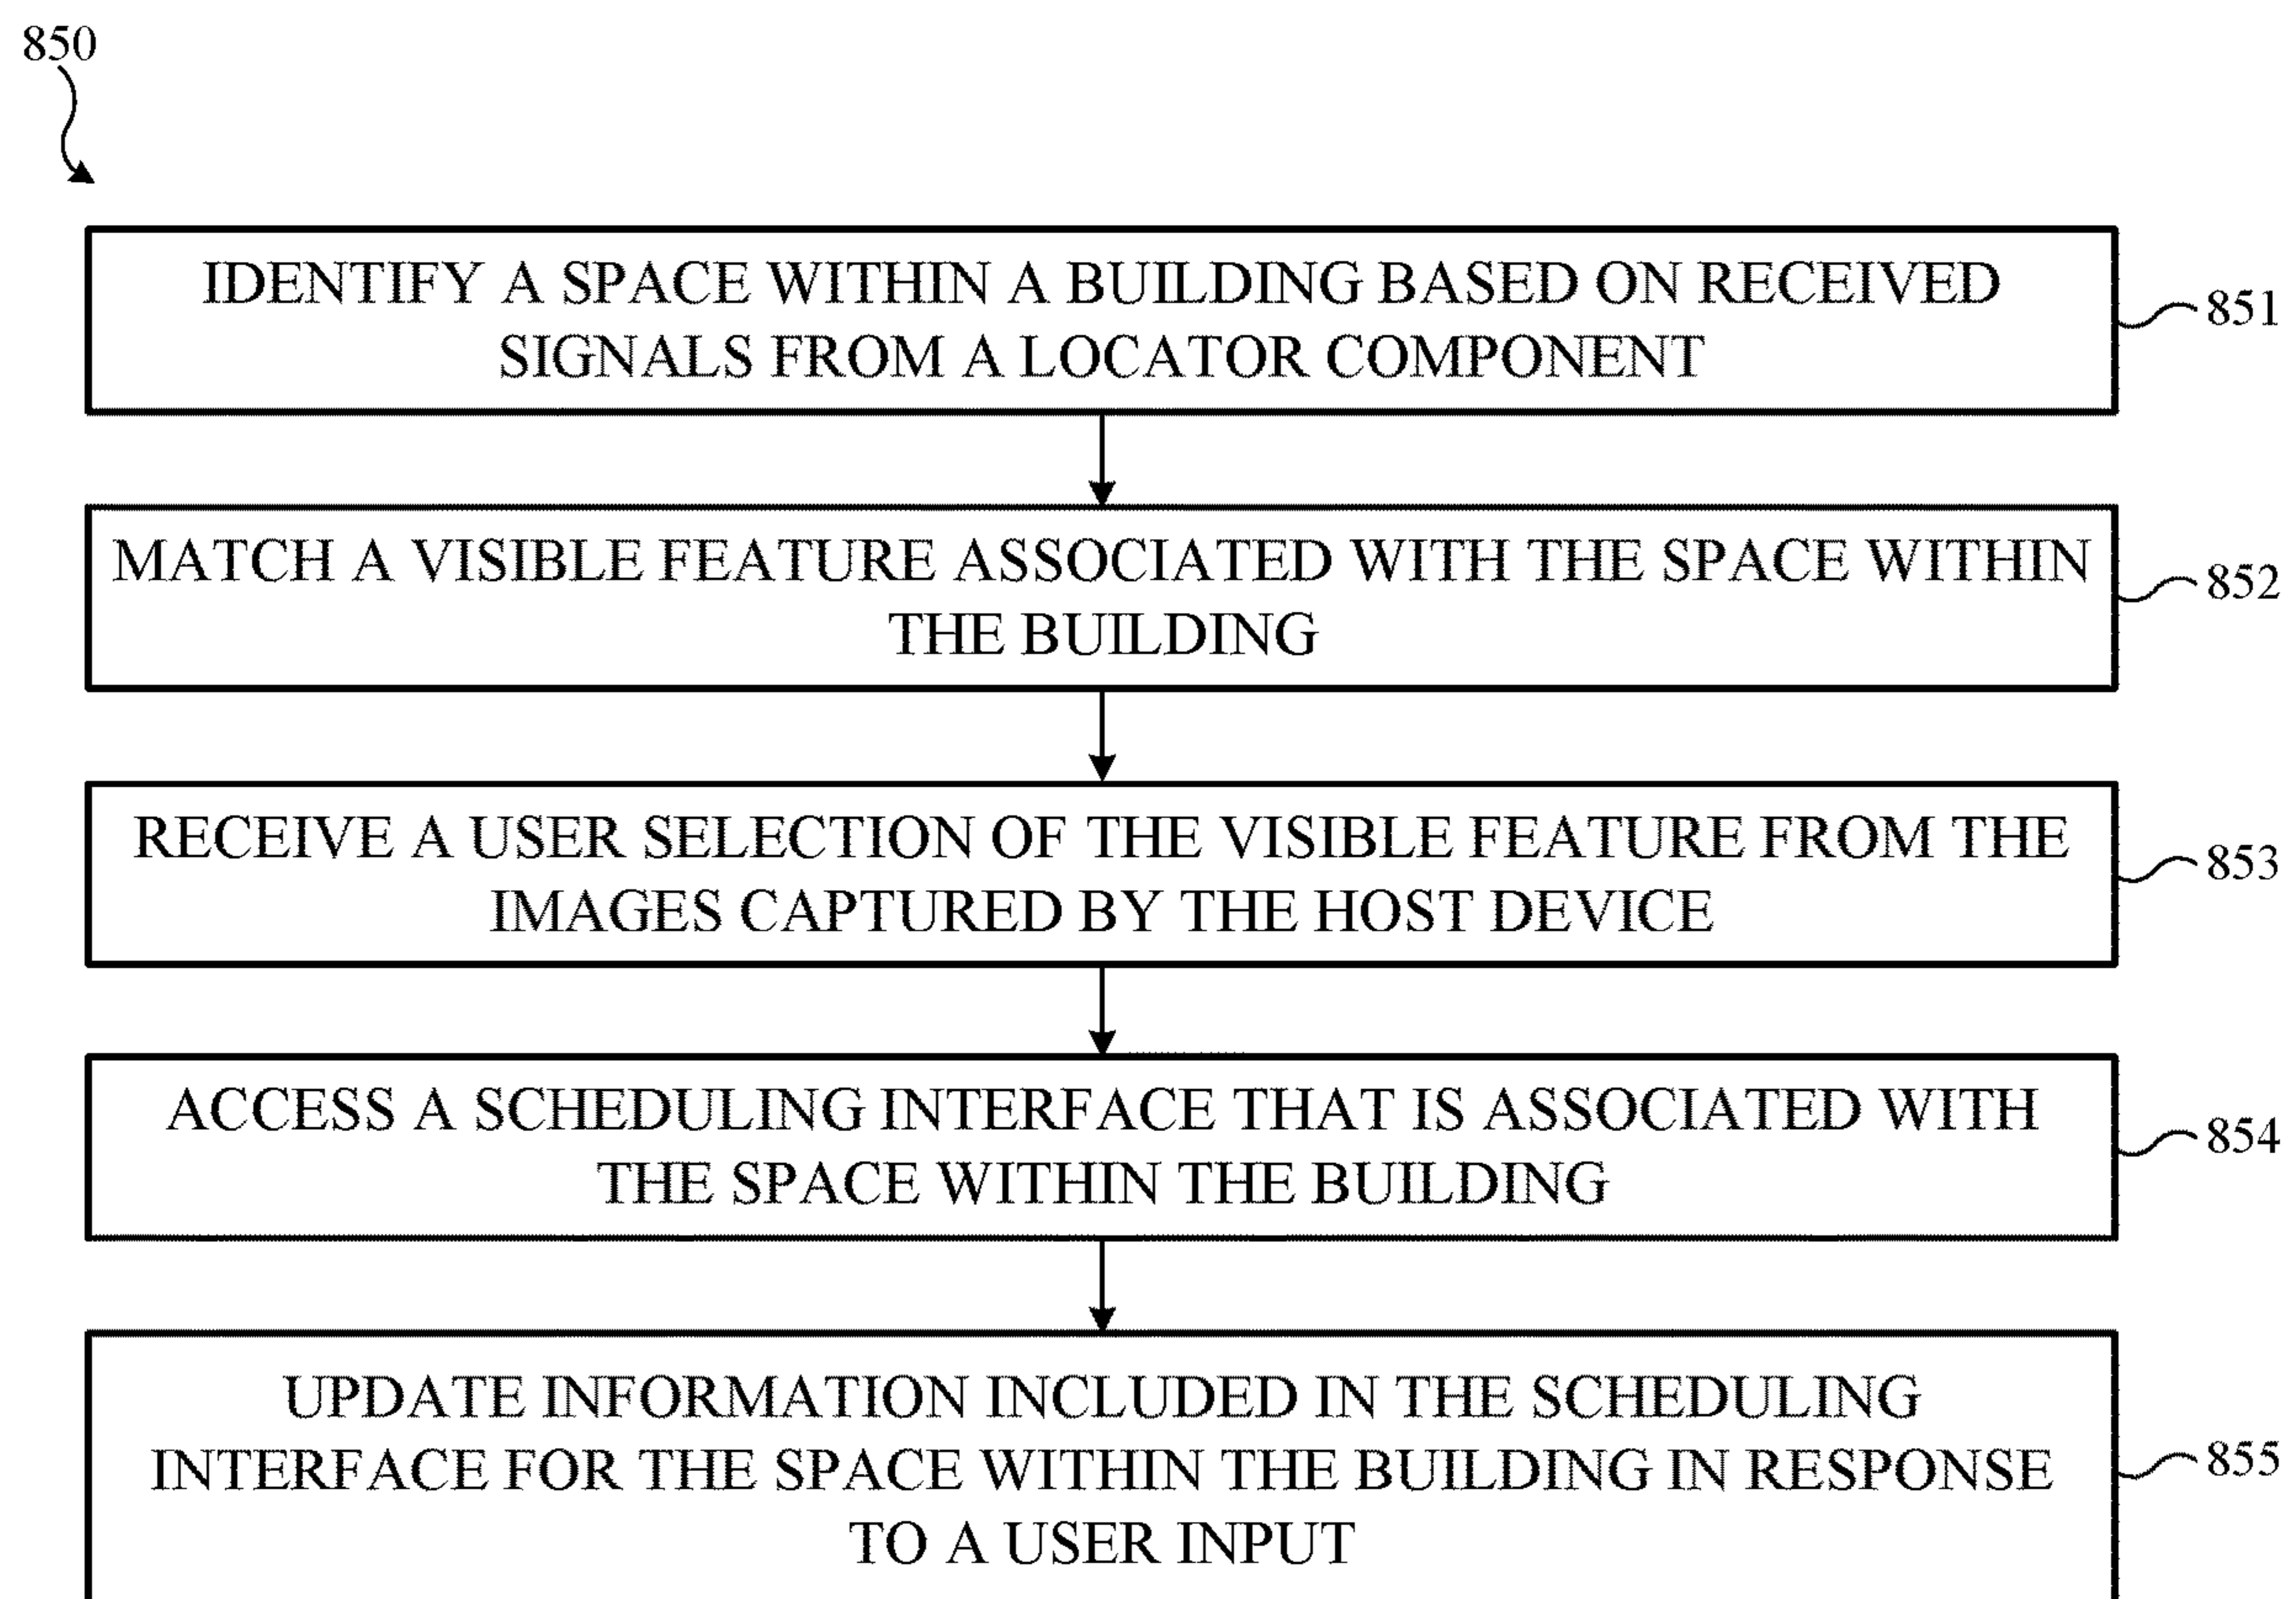 850
IDENTIFY A SPACE WITHIN A BUILDING BASED ON RECEIVED
SIGNALS FROM A LOCATOR COMPONENT
851
MATCH A VISIBLE FEATURE ASSOCIATED WITH THE SPACE WITHIN
THE BUILDING
852
RECEIVE A USER SELECTION OF THE VISIBLE FEATURE FROM THE
IMAGES CAPTURED BY THE HOST DEVICE
853
ACCESS A SCHEDULING INTERFACE THAT IS ASSOCIATED WITH
THE SPACE WITHIN THE BUILDING
854
UPDATE INFORMATION INCLUDED IN THE SCHEDULING
INTERFACE FOR THE SPACE WITHIN THE BUILDING IN RESPONSE
TO A USER INPUT
855